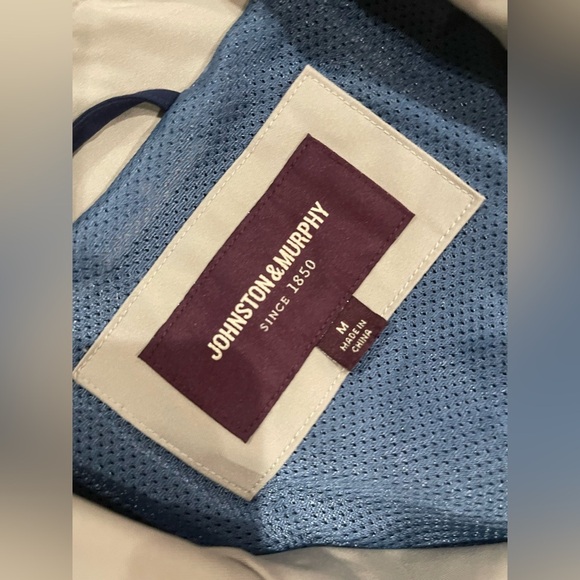 JOHNSTON&MURPHY
SINCE 1850
M
MADE IN
CHINA